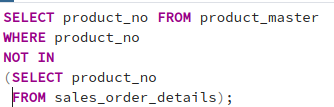 SELECT product_no FROM product_master
WHERE product_no
NOT IN
(SELECT product_no
FROM sales_order_details);